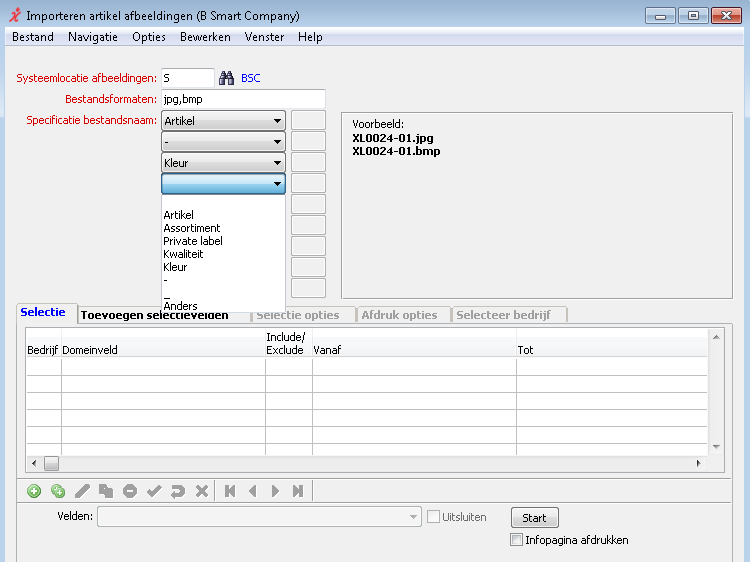 Importeren artikel afbeeldingen (B Smart Company)
Bestand Navigatie Opties Bewerken Venster Help
Systeemlocatie afbeeldingen: S BSC
Bestandsformaten: jpg,bmp
Specificatie bestandsnaam: Artikel
-
Kleur
Artikel
Assortiment
Private label
Kwaliteit
Kleur
-
_
Anders
Voorbeeld:
XL0024-01.jpg
XL0024-01.bmp
Selectie Toevoegen selectievelden Selectie opties Afdruk opties Selecteer bedrijf
Bedrijf Domeinveld Include/ Exclude Vanaf Tot
Velden: Uitsluiten Start
Infopagina afdrukken